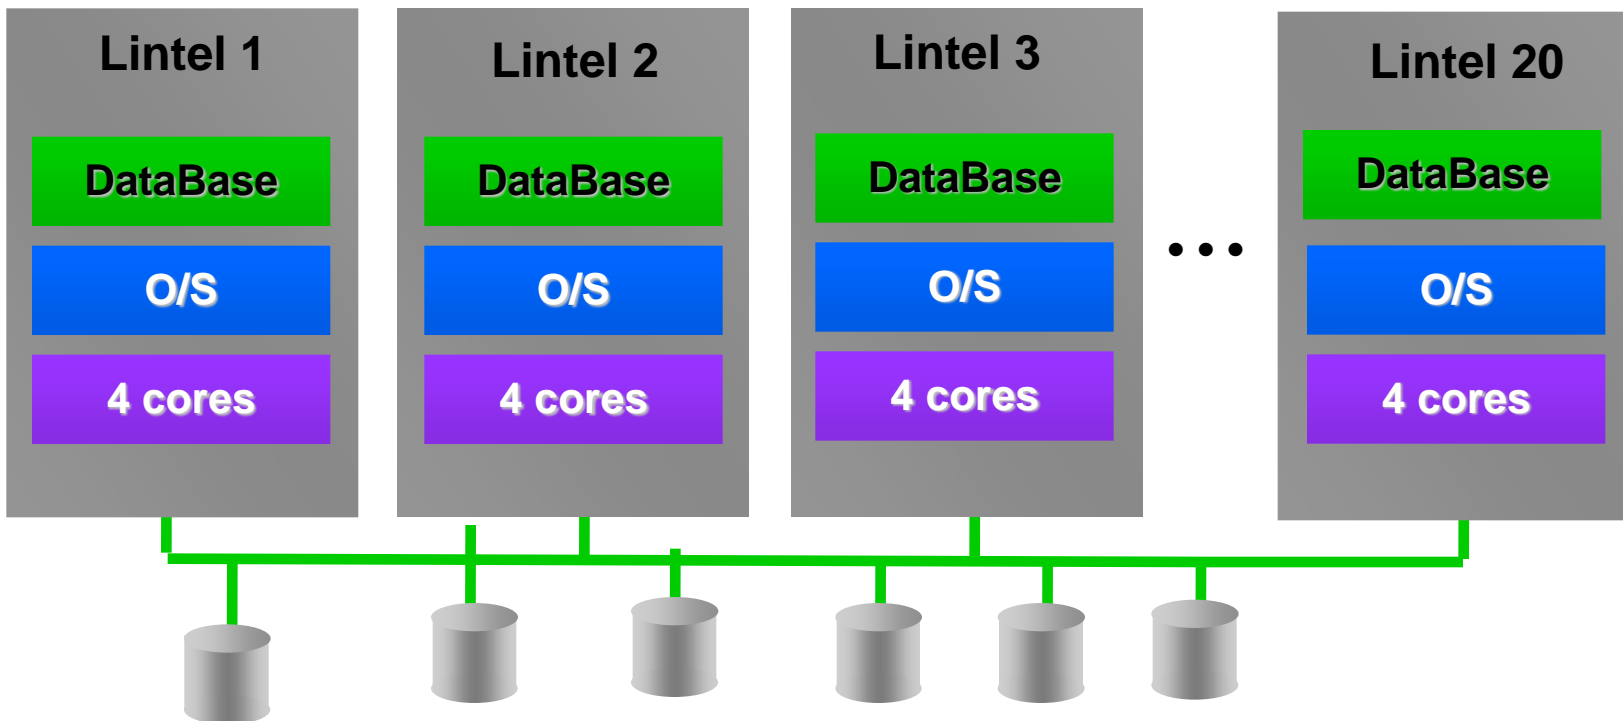 Lintel 1
DataBase
O/S
4 cores
Lintel 2
DataBase
O/S
4 cores
Lintel 3
DataBase
O/S
4 cores
...
Lintel 20
DataBase
O/S
4 cores